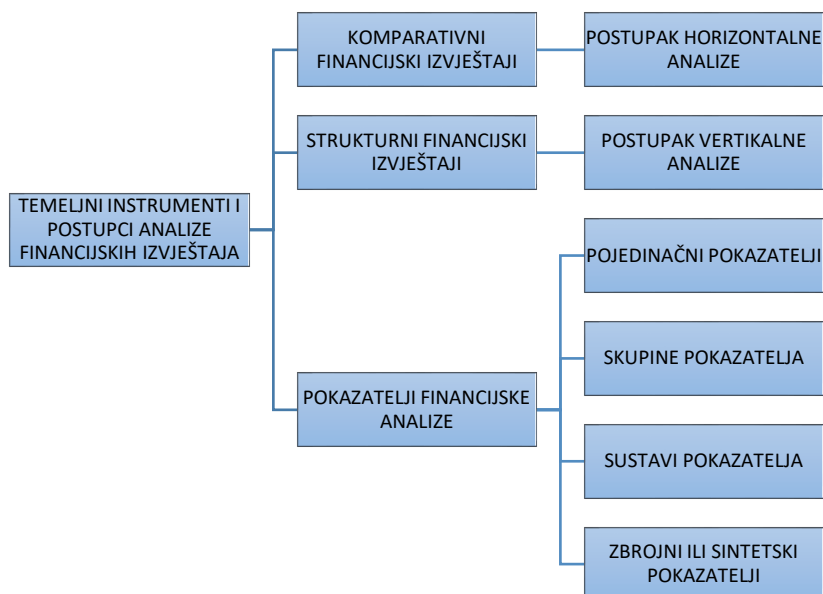 KOMPARATIVNI
FINANCIJSKI IZVJEŠTAJI
POSTUPAK HORIZONTALNE
ANALIZE
STRUKTURNI FINANCIJSKI
IZVJEŠTAJI
POSTUPAK VERTIKALNE
ANALIZE
TEMELJNI INSTRUMENTI I
POSTUPCI ANALIZE
FINANCIJSKIH IZVJEŠTAJA
POJEDINAČNI POKAZATELJI
SKUPINE POKAZATELJA
POKAZATELJI FINANCIJSKE
ANALIZE
SUSTAVI POKAZATELJA
ZBROJNI ILI SINTETSKI
POKAZATELJI